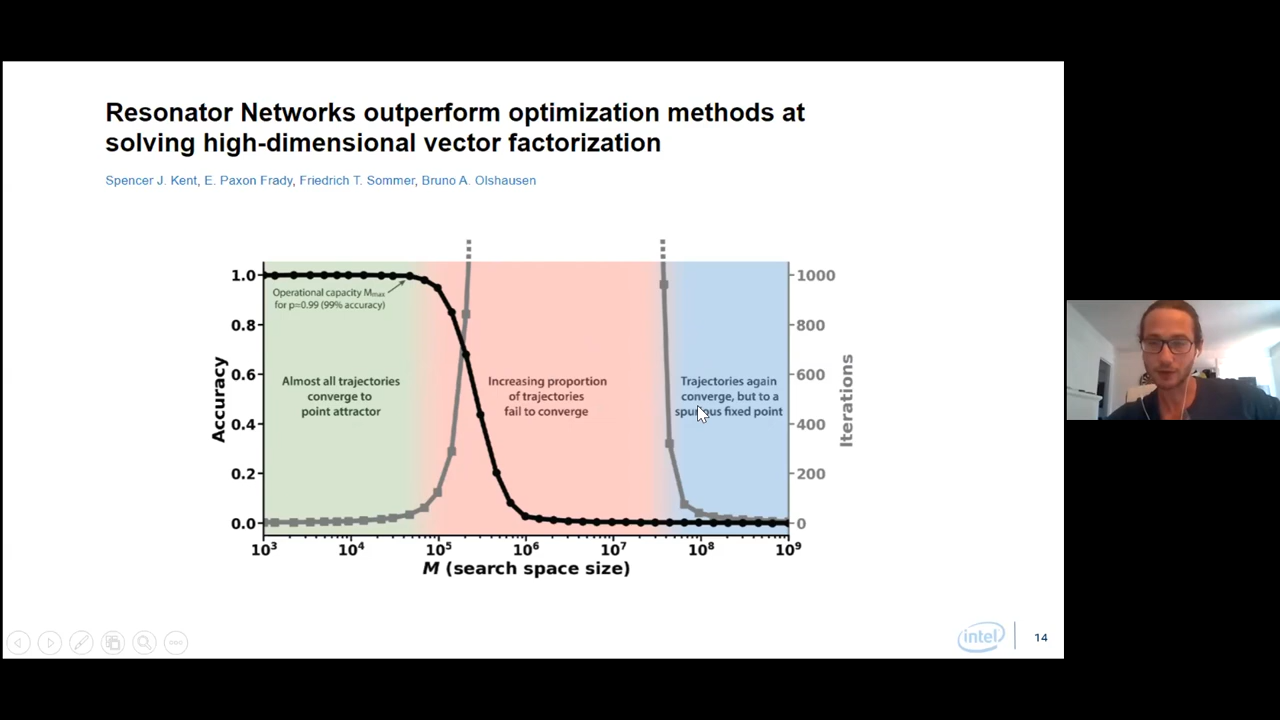 Resonator Networks outperform optimization methods at
solving high-dimensional vector factorization
Spencer J. Kent, E. Paxon Frady, Friedrich T. Sommer, Bruno A. Olshausen
1.0
0.8
0.6
0.4
0.2
0.0
Accuracy
Operational capacity Mmax
for p=0.99 (99% accuracy)
Almost all trajectories
converge to
point attractor
Increasing proportion
of trajectories
fail to converge
Trajectories again
converge, but to a
spurious fixed point
1000
800
600
400
200
0
Iterations
10³
10⁴
10⁵
10⁶
10⁷
10⁸
10⁹
M (search space size)
intel
14